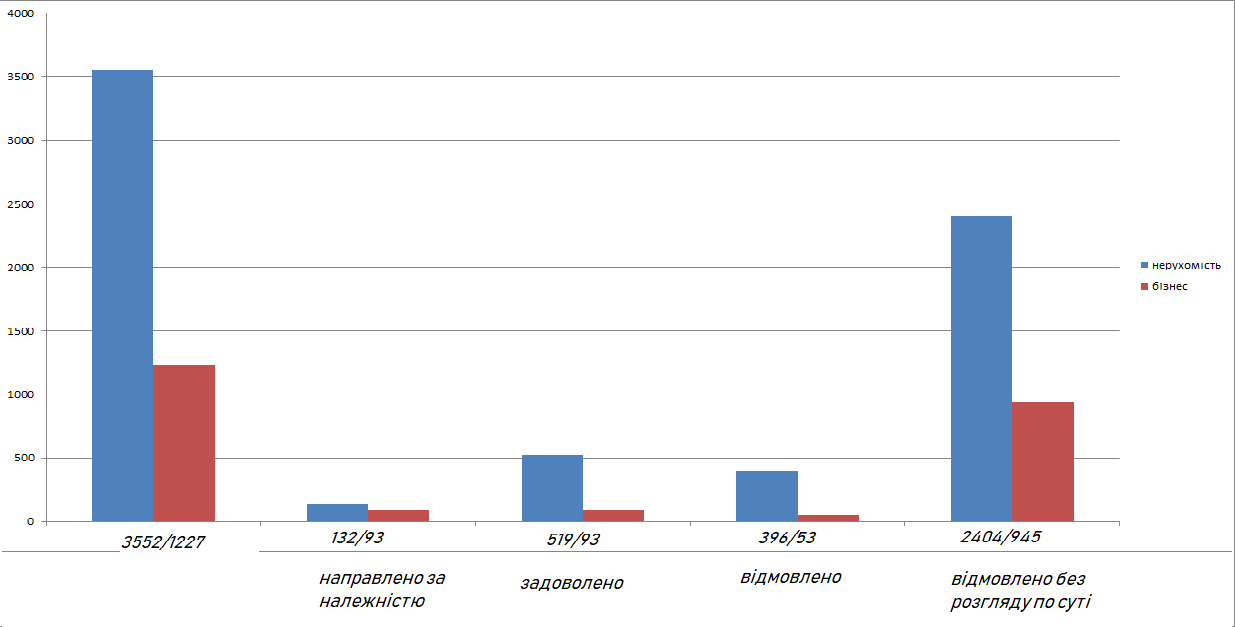 4000
3500
3000
2500
2000
1500
1000
500
0
нерухомість
бізнес
3552/1227
132/93
519/93
396/53
2404/945
направлено за
належністю
задоволено
відмовлено
відмовлено без
розгляду по суті